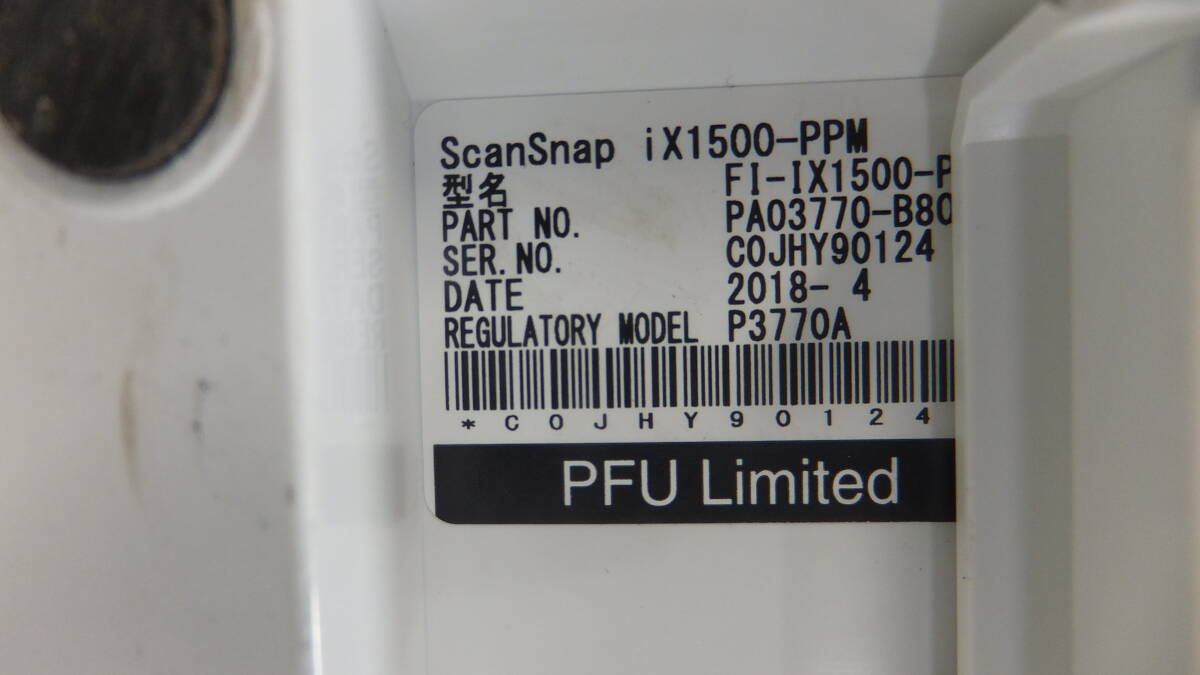 ScanSnap iX1500-PPM
型名 FI-IX1500-P
PART NO. PA03770-B80
SER.NO. C0JHY90124
DATE 2018- 4
REGULATORY MODEL P3770A
*C0JHY90124
PFU Limited